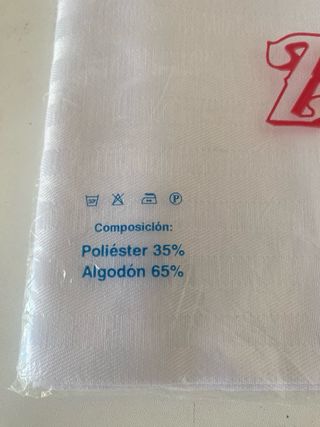 Composición:
Poliéster 35%
Algodón 65%